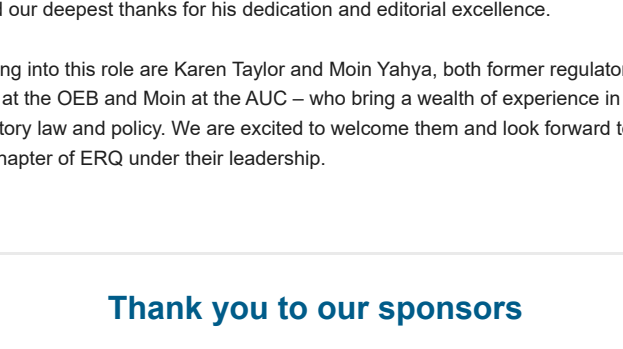 our deepest thanks for his dedication and editorial excellence.
ng into this role are Karen Taylor and Moin Yahya, both former regulator
at the OEB and Moin at the AUC – who bring a wealth of experience in
tory law and policy. We are excited to welcome them and look forward t
hapter of ERQ under their leadership.
Thank you to our sponsors